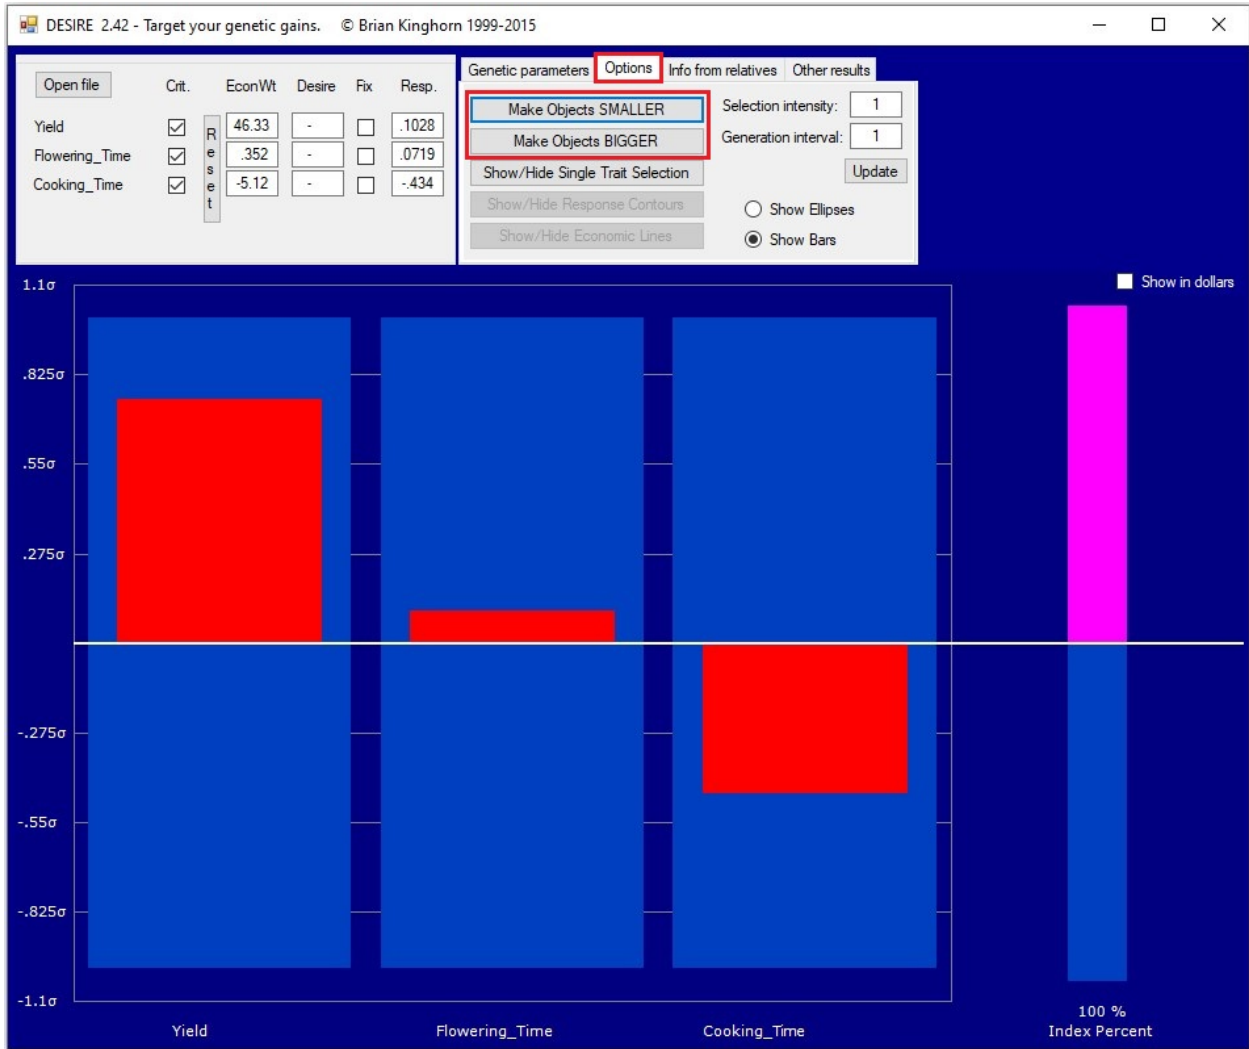 DESIRE 2.42 - Target your genetic gains. © Brian Kinghorn 1999-2015
Open file Crit. EconWt Desire Fix Resp.
Yield 46.33 - .1028
Flowering_Time .352 - .0719
Cooking_Time -5.12 - -.434
Reset
Genetic parameters Options Info from relatives Other results
Make Objects SMALLER Selection intensity: 1
Make Objects BIGGER Generation interval: 1
Show/Hide Single Trait Selection Update
Show/Hide Response Contours Show Ellipses
Show/Hide Economic Lines Show Bars
Show in dollars
1.1σ
.825σ
.55σ
.275σ
-.275σ
-.55σ
-.825σ
-1.1σ
Yield Flowering_Time Cooking_Time
100 %
Index Percent